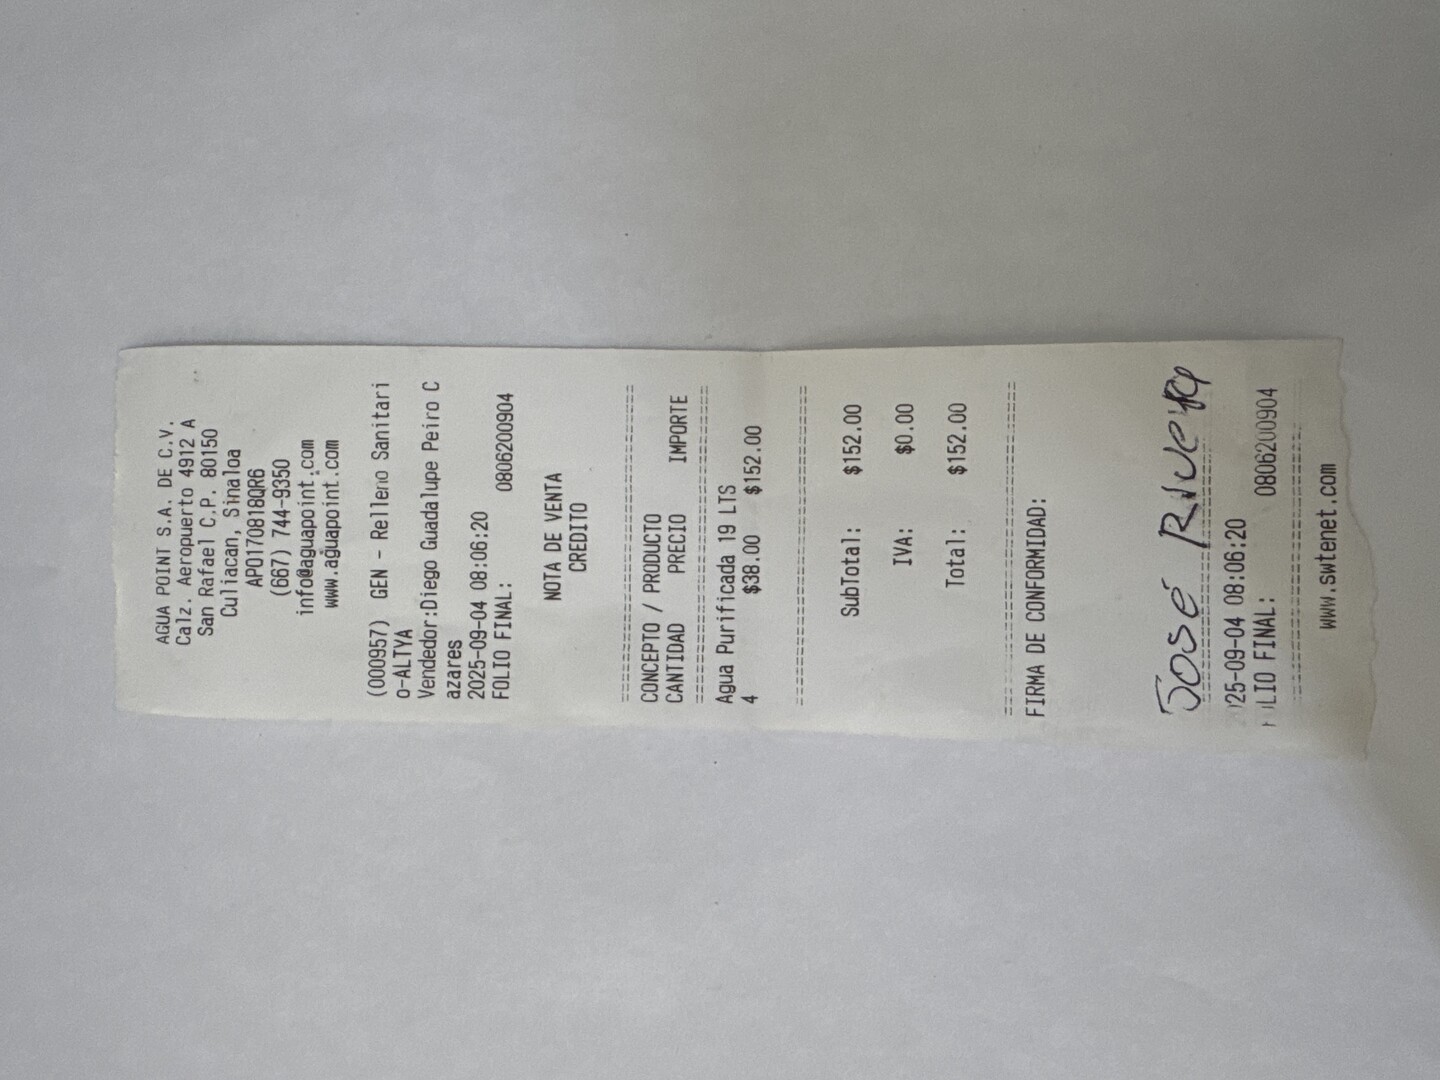 AGUA POINT S.A. DE C.V.
Calz. Aeropuerto 4912 A
San Rafael C.P. 80150
Culiacan, Sinaloa
APO170818QR6
(667) 744-9350
info@aguapoint.com
www.aguapoint.com
(000957) GEN - Relleno Sanitari
o-ALTYA
Vendedor:Diego Guadalupe Peiro C
azares
2025-09-04 08:06:20
FOLIO FINAL: 0806200904
NOTA DE VENTA
CREDITO
================================
CONCEPTO / PRODUCTO
CANTIDAD PRECIO IMPORTE
================================
Agua Purificada 19 LTS
4 $38.00 $152.00
================================
SubTotal: $152.00
IVA: $0.00
Total: $152.00
================================
FIRMA DE CONFORMIDAD:
José Rivera
================================
25-09-04 08:06:20
LIO FINAL: 0806200904
================================
www.swtenet.com